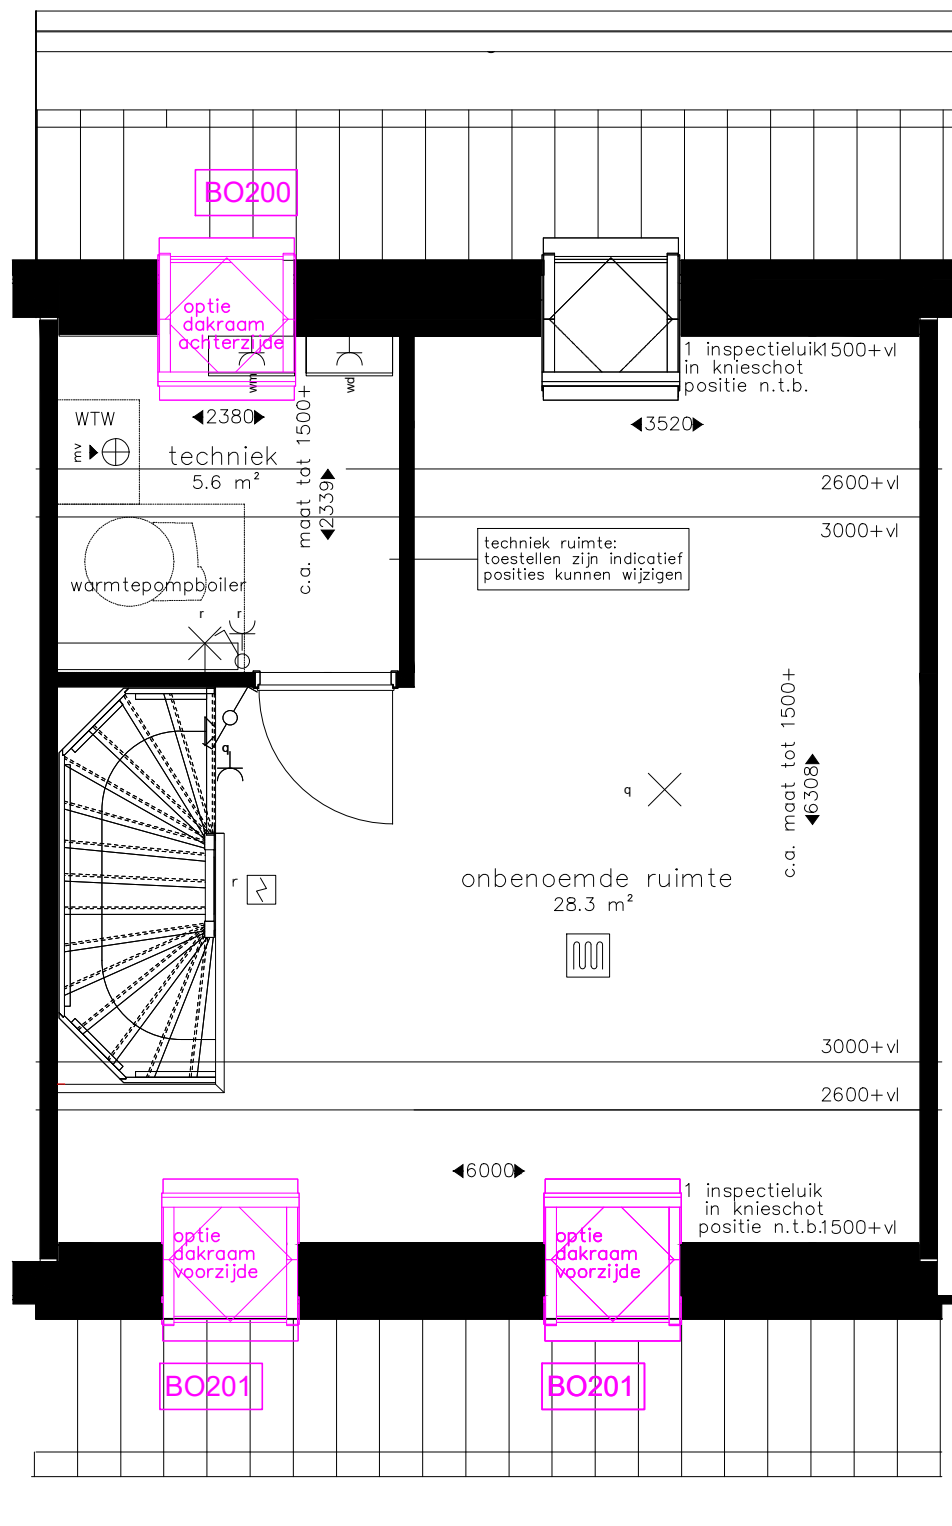 BO200
optie
dakraam
achterzijde
wm
wd
1 inspectieluik
in knieschot
positie n.t.b.
1500+vl
2380
3520
WTW
mv
techniek
5.6 m²
c.a. maat tot 1500+
2339
2600+vl
3000+vl
techniek ruimte:
toestellen zijn indicatief
posities kunnen wijzigen
warmtepompboiler
r
r
q
q
c.a. maat tot 1500+
6308
r
onbenoemde ruimte
28.3 m²
3000+vl
2600+vl
6000
1 inspectieluik
in knieschot
positie n.t.b.
1500+vl
optie
dakraam
voorzijde
optie
dakraam
voorzijde
BO201
BO201